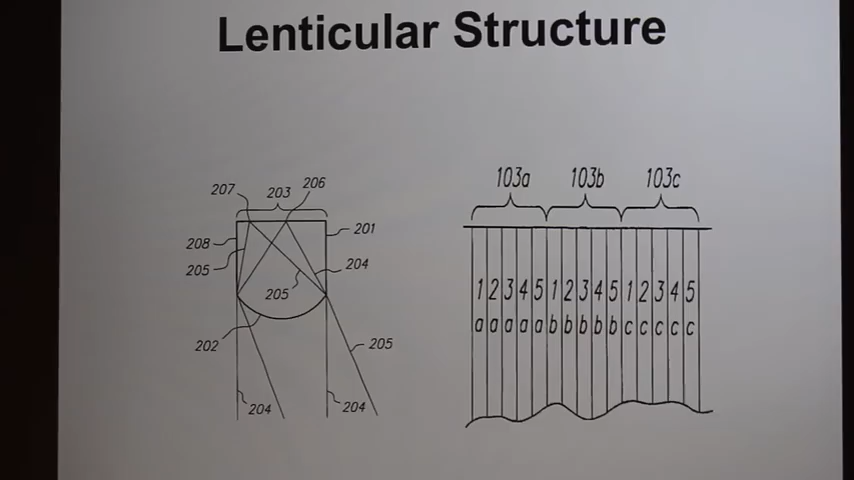 Lenticular Structure
207 203 206
208 201
205 204
205
202 205
204 204
103a 103b 103c
1 2 3 4 5 1 2 3 4 5 1 2 3 4 5
a a a a a b b b b b c c c c c